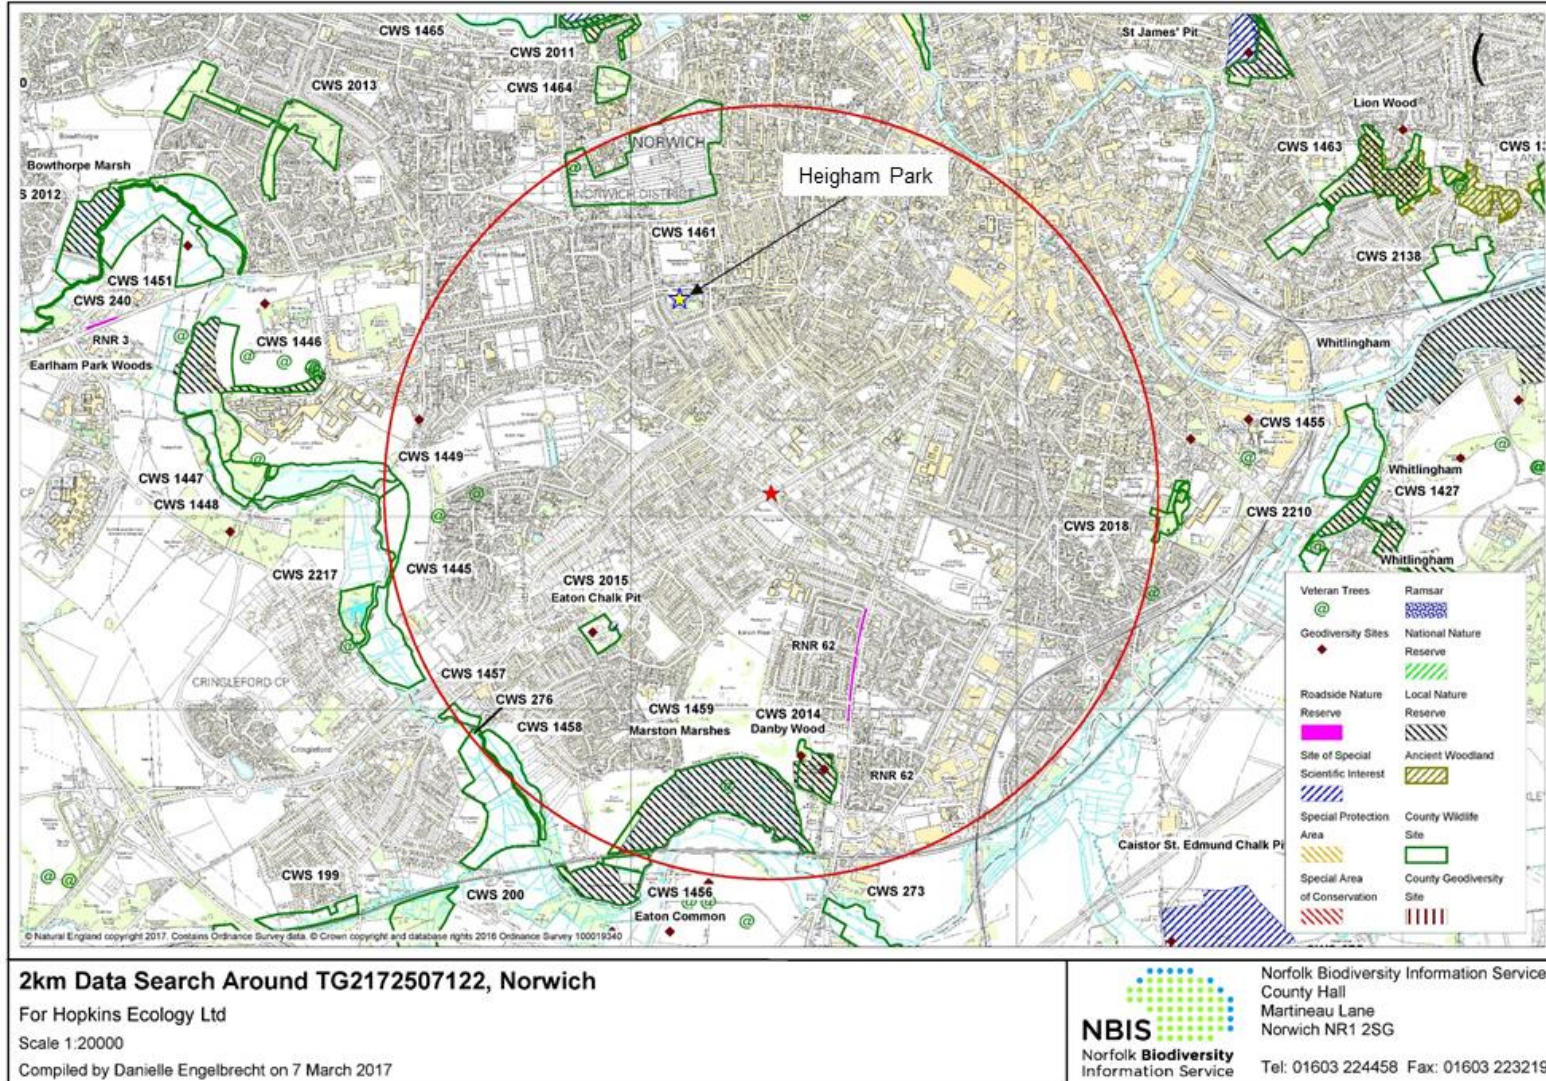 CWS 1465
CWS 2011
St James' Pit
CWS 2013
CWS 1464
Lion Wood
NORWICH
CWS 1463
Bowthorpe Marsh
Heigham Park
NORWICH DISTRICT
CWS 1461
CWS 2138
CWS 1451
CWS 240
RNR 3
CWS 1446
Earlham Park Woods
Whitlingham
CWS 1455
CWS 1449
CWS 1447
Whitlingham
CWS 1448
CWS 1427
CWS 2018
CWS 2210
Whitlingham
CWS 2217
CWS 1445
CWS 2015
Eaton Chalk Pit
RNR 62
CWS 1457
CRINGLEFORD CP
CWS 276
CWS 1459
CWS 2014
CWS 1458
Marston Marshes
Danby Wood
Cringleford
RNR 62
Caistor St. Edmund Chalk Pi
CWS 199
CWS 200
CWS 1456
CWS 273
Eaton Common
Veteran Trees
Ramsar
Geodiversity Sites
National Nature
Reserve
Roadside Nature
Reserve
Local Nature
Reserve
Site of Special
Scientific Interest
Ancient Woodland
Special Protection
Area
County Wildlife
Site
Special Area
of Conservation
County Geodiversity
Site
© Natural England copyright 2017. Contains Ordnance Survey data. © Crown copyright and database rights 2016 Ordnance Survey 100019340
2km Data Search Around TG2172507122, Norwich
For Hopkins Ecology Ltd
Scale 1:20000
Compiled by Danielle Engelbrecht on 7 March 2017
NBIS
Norfolk Biodiversity
Information Service
Norfolk Biodiversity Information Service
County Hall
Martineau Lane
Norwich NR1 2SG
Tel: 01603 224458 Fax: 01603 223219